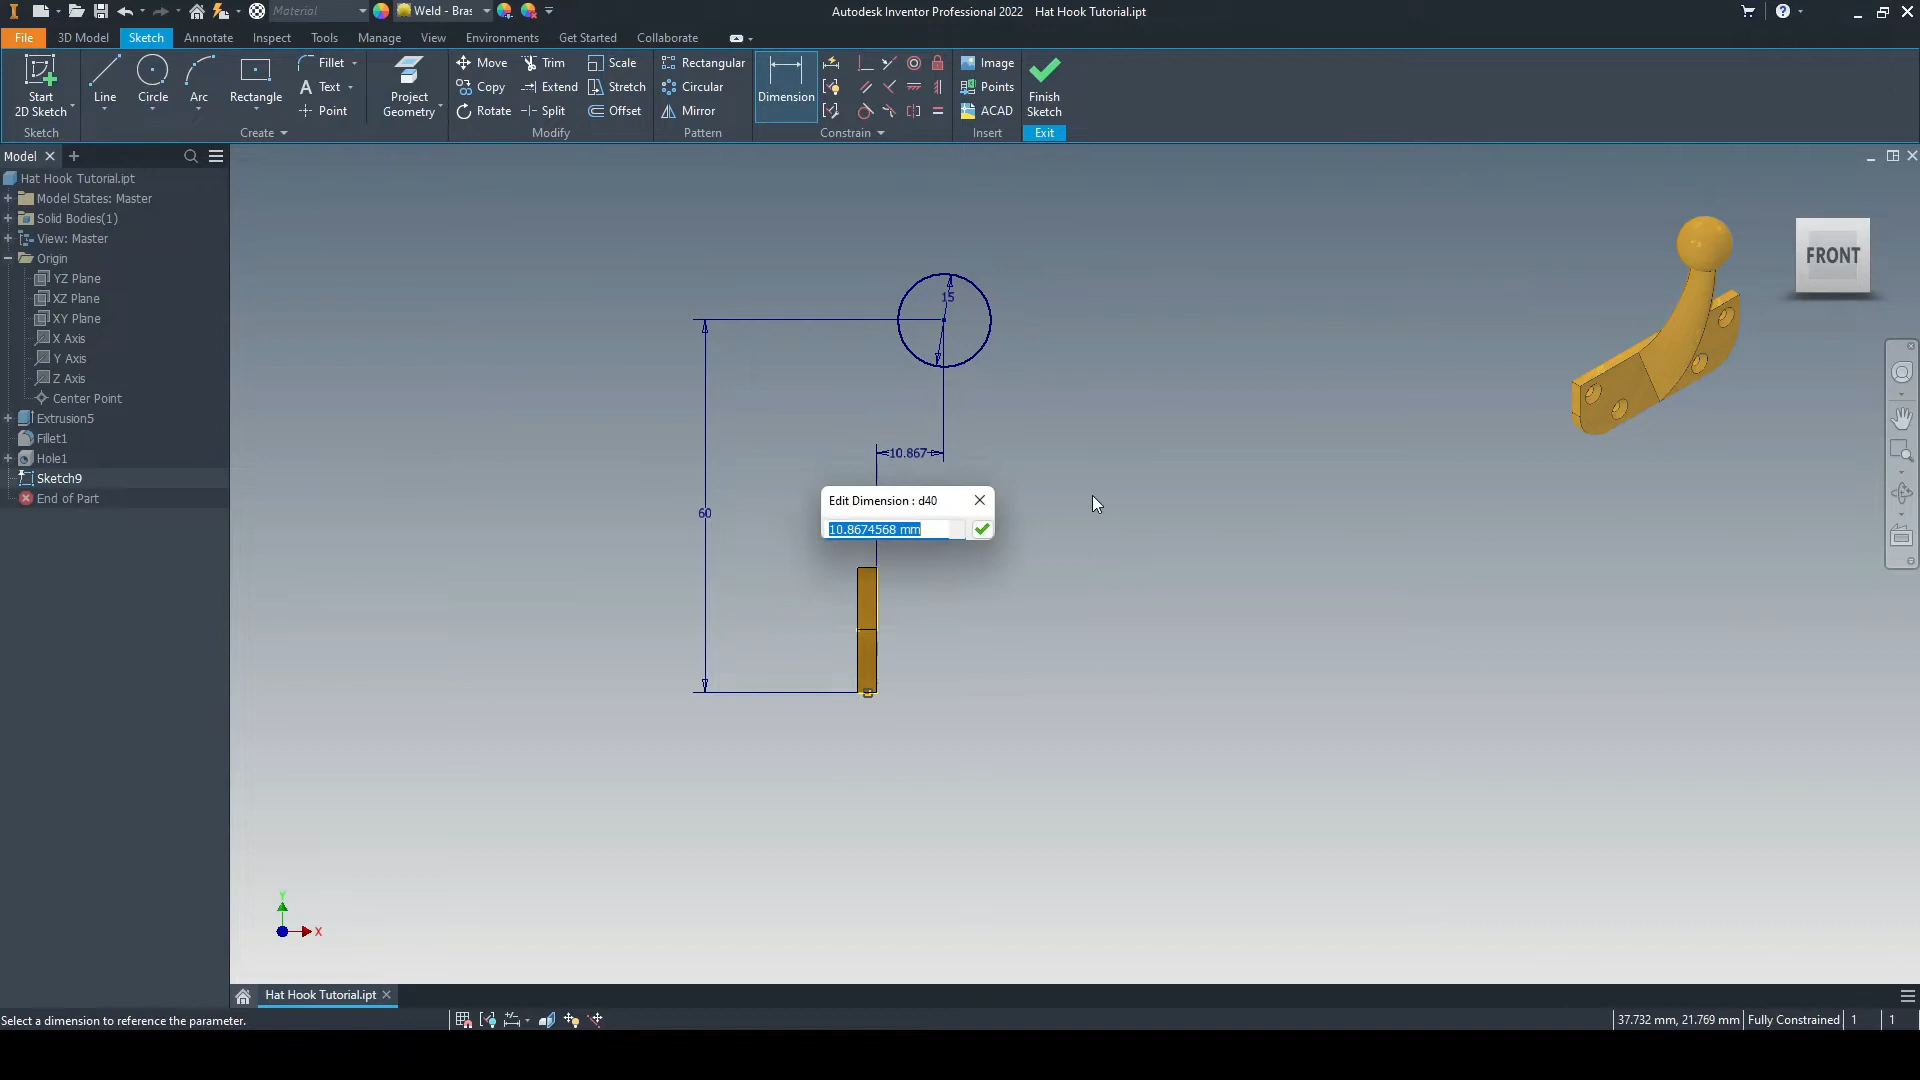 Material
Weld - Bras
Autodesk Inventor Professional 2022 Hat Hook Tutorial.ipt
File 3D Model Sketch Annotate Inspect Tools Manage View Environments Get Started Collaborate
Start
2D Sketch
Line
Circle
Arc
Rectangle
Fillet
Text
Point
Project
Geometry
Move
Copy
Rotate
Trim
Extend
Split
Scale
Stretch
Offset
Rectangular
Circular
Mirror
Dimension
Image
Points
ACAD
Finish
Sketch
Sketch
Create
Modify
Pattern
Constrain
Insert
Exit
Model
Hat Hook Tutorial.ipt
Model States: Master
Solid Bodies(1)
View: Master
Origin
YZ Plane
XZ Plane
XY Plane
X Axis
Y Axis
Z Axis
Center Point
Extrusion5
Fillet1
Hole1
Sketch9
End of Part
15
10.867
60
Edit Dimension : d40
10.8674568 mm
FRONT
Y
X
Hat Hook Tutorial.ipt
Select a dimension to reference the parameter.
37.732 mm, 21.769 mm Fully Constrained 1 1